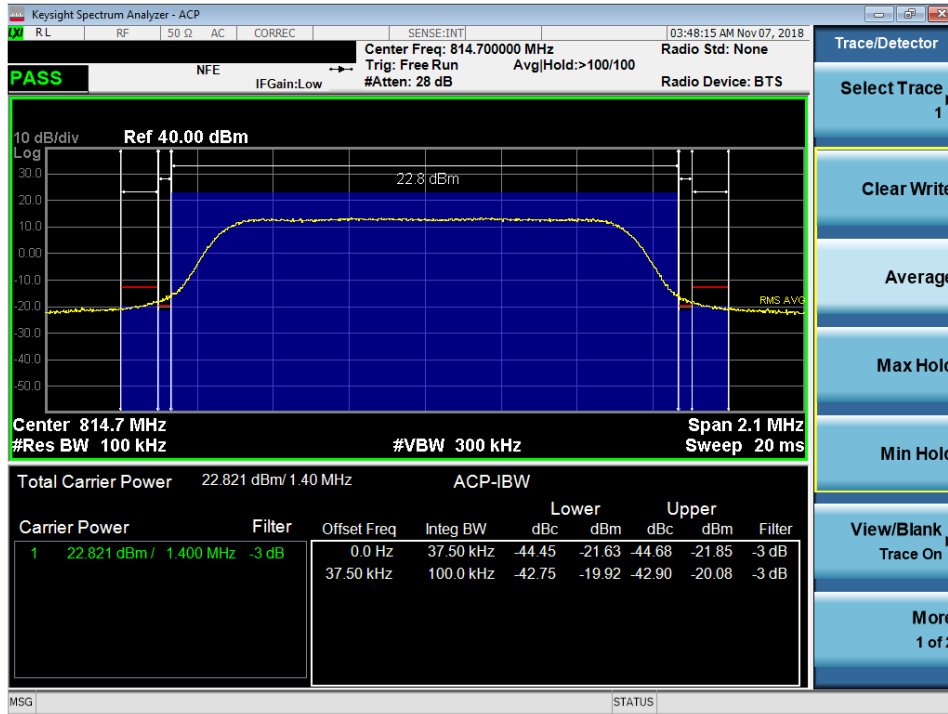 Keysight Spectrum Analyzer - ACP
LXI RL RF 50 Ω AC CORREC SENSE:INT 03:48:15 AM Nov 07, 2018
Center Freq: 814.700000 MHz Radio Std: None
Trig: Free Run Avg|Hold:>100/100
PASS NFE IFGain:Low #Atten: 28 dB Radio Device: BTS
10 dB/div Ref 40.00 dBm
Log
30.0
22.8 dBm
20.0
10.0
0.00
-10.0
-20.0 RMS AVG
-30.0
-40.0
-50.0
Center 814.7 MHz Span 2.1 MHz
#Res BW 100 kHz #VBW 300 kHz Sweep 20 ms
Total Carrier Power 22.821 dBm/ 1.40 MHz ACP-IBW
Lower Upper
Carrier Power Filter Offset Freq Integ BW dBc dBm dBc dBm Filter
1 22.821 dBm / 1.400 MHz -3 dB 0.0 Hz 37.50 kHz -44.45 -21.63 -44.68 -21.85 -3 dB
37.50 kHz 100.0 kHz -42.75 -19.92 -42.90 -20.08 -3 dB
MSG STATUS
Trace/Detector
Select Trace
1
Clear Write
Average
Max Hold
Min Hold
View/Blank
Trace On
More
1 of